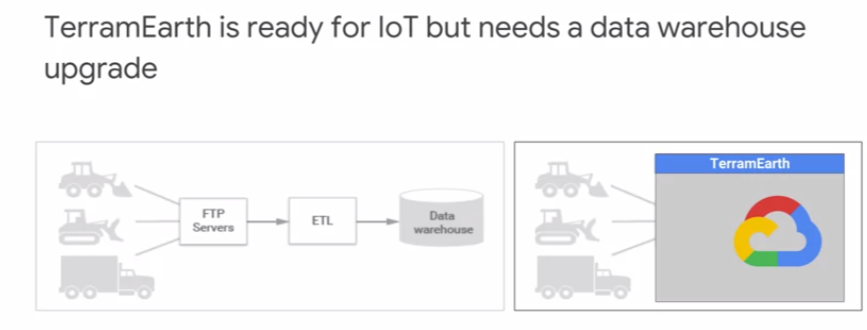 TerramEarth is ready for IoT but needs a data warehouse
upgrade
FTP
Servers
ETL
Data
warehouse
TerramEarth